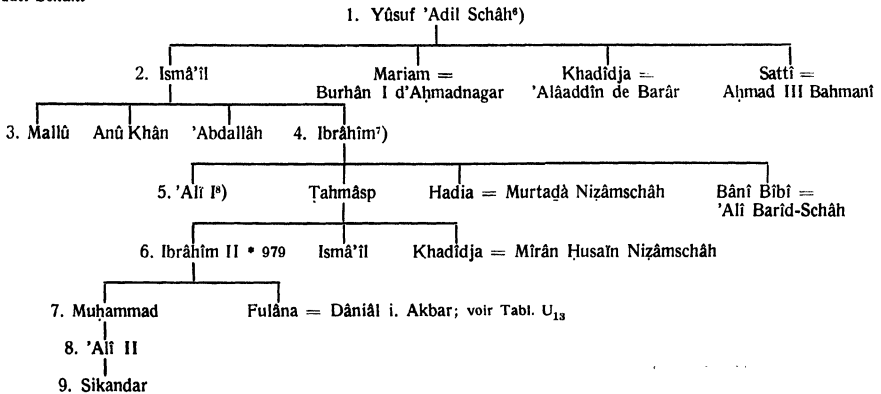 1. Yûsuf ’Adil Schâh⁶)
2. Ismâ’îl Mariam = Khadîdja = Sattî =
Burhân I d’Aḥmadnagar ’Alâaddîn de Barâr Aḥmad III Bahmanî
3. Mallû Anû Khân ’Abdallâh 4. Ibrâhîm⁷)
5. ’Alî I⁸) Ṭahmâsp Hadia = Murtaḍà Niẓâmschâh Bânî Bîbî =
’Alî Barîd-Schâh
6. Ibrâhîm II * 979 Ismâ’îl Khadîdja = Mîrân Ḥusaïn Niẓâmschâh
7. Muḥammad Fulâna = Dâniâl i. Akbar; voir Tabl. U₁₃
8. ’Alî II
9. Sikandar